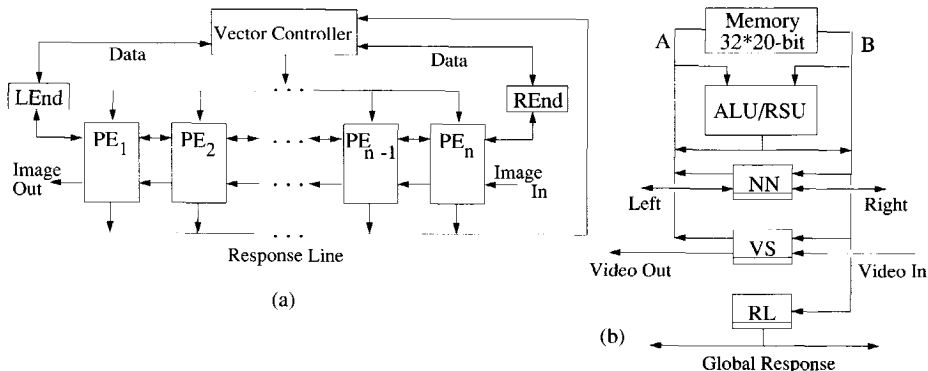 Vector Controller
Data
Data
LEnd
REnd
PE1
PE2
PEn-1
PEn
Image
Out
Image
In
Response Line
(a)
Memory
32*20-bit
A
B
ALU/RSU
NN
Left
Right
VS
Video Out
Video In
RL
(b)
Global Response